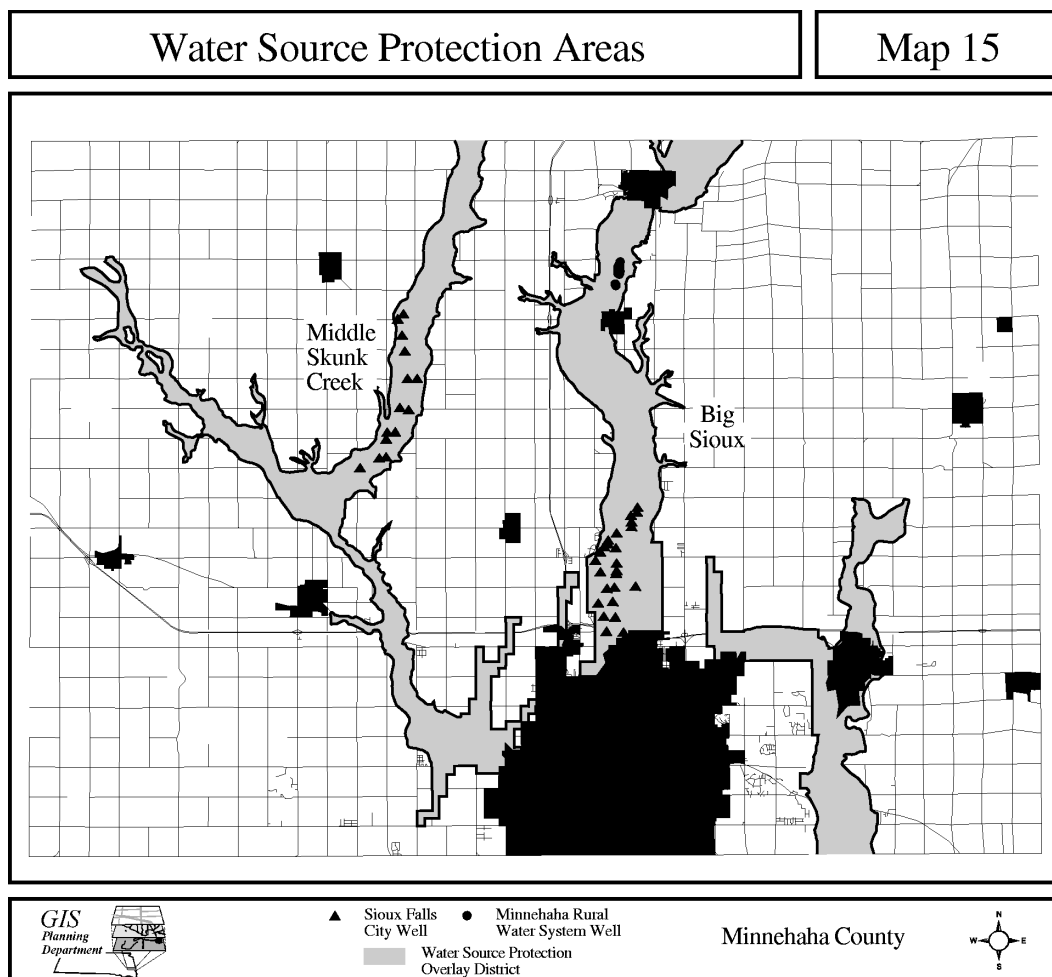 Water Source Protection Areas
Map 15
Middle
Skunk
Creek
Big
Sioux
GIS
Planning
Department
Sioux Falls
City Well
Minnehaha Rural
Water System Well
Water Source Protection
Overlay District
Minnehaha County
N
W
E
S